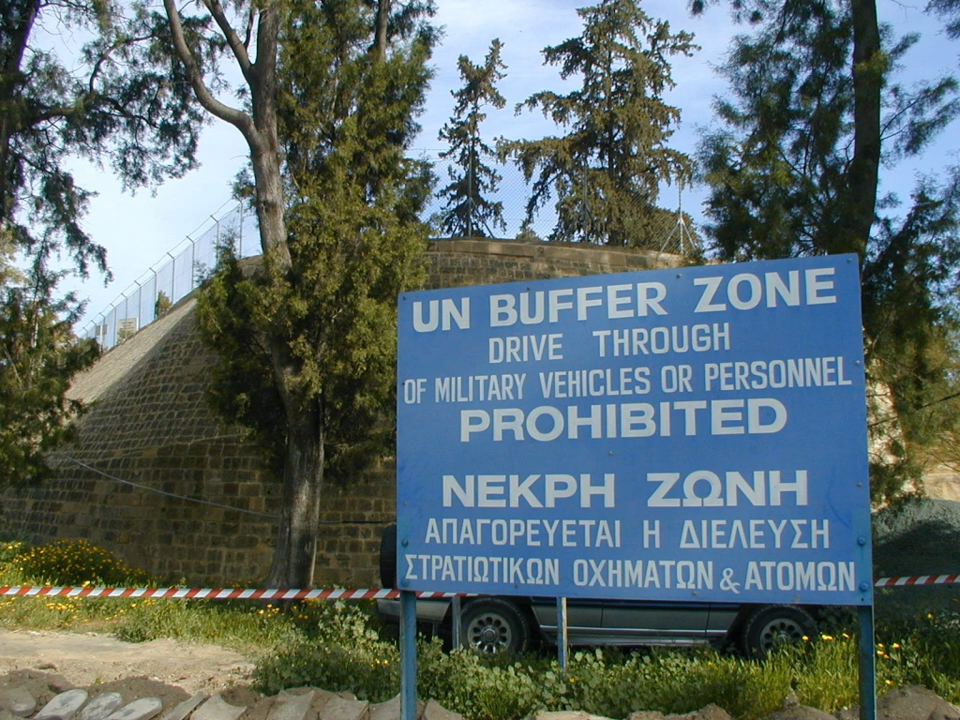 UN BUFFER ZONE
DRIVE THROUGH
OF MILITARY VEHICLES OR PERSONNEL
PROHIBITED
ΝΕΚΡΗ ΖΩΝΗ
ΑΠΑΓΟΡΕΥΕΤΑΙ Η ΔΙΕΛΕΥΣΗ
ΣΤΡΑΤΙΩΤΙΚΩΝ ΟΧΗΜΑΤΩΝ & ΑΤΟΜΩΝ